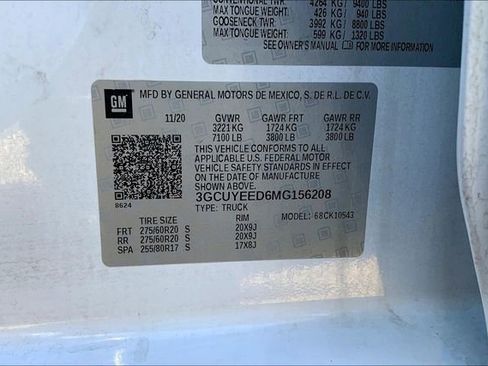 CONVENTIONAL TWR: 4264 KG / 9400 LBS
MAX TONGUE WEIGHT: 426 KG / 940 LBS
GOOSENECK TWR: 3992 KG / 8800 LBS
MAX TONGUE WEIGHT: 599 KG / 1320 LBS
SEE OWNER'S MANUAL FOR MORE INFORMATION
GM MFD BY GENERAL MOTORS DE MEXICO, S. DE R.L. DE C.V.
11/20 GVWR GAWR FRT GAWR RR
3221 KG 1724 KG 1724 KG
7100 LB 3800 LB 3800 LB
THIS VEHICLE CONFORMS TO ALL
APPLICABLE U.S. FEDERAL MOTOR
VEHICLE SAFETY STANDARDS IN EFFECT
ON THE DATE OF MANUFACTURE
SHOWN ABOVE.
8624 3GCUYEED6MG156208
TYPE: TRUCK MODEL: 68CK10543
TIRE SIZE RIM
FRT 275/60R20 S 20X9J
RR 275/60R20 S 20X9J
SPA 255/80R17 S 17X8J